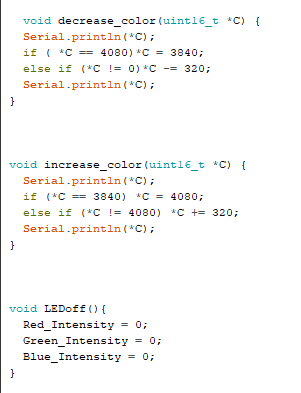 void decrease_color(uint16_t *C) {
Serial.println(*C);
if ( *C == 4080)*C = 3840;
else if (*C != 0)*C -= 320;
Serial.println(*C);
}
void increase_color(uint16_t *C) {
Serial.println(*C);
if (*C == 3840) *C = 4080;
else if (*C != 4080) *C += 320;
Serial.println(*C);
}
void LEDoff(){
Red_Intensity = 0;
Green_Intensity = 0;
Blue_Intensity = 0;
}